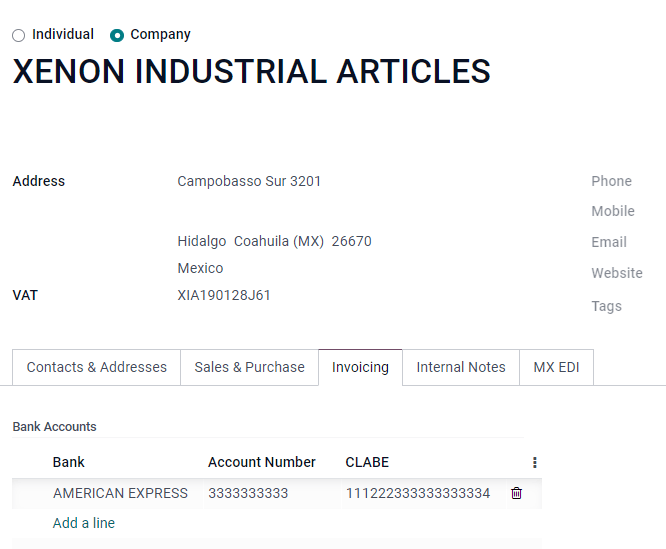 Individual Company
XENON INDUSTRIAL ARTICLES
Address Campobasso Sur 3201 Phone
Mobile
Hidalgo Coahuila (MX) 26670 Email
Mexico Website
VAT XIA190128J61 Tags
Contacts & Addresses Sales & Purchase Invoicing Internal Notes MX EDI
Bank Accounts
Bank Account Number CLABE
AMERICAN EXPRESS 3333333333 111222333333333334
Add a line